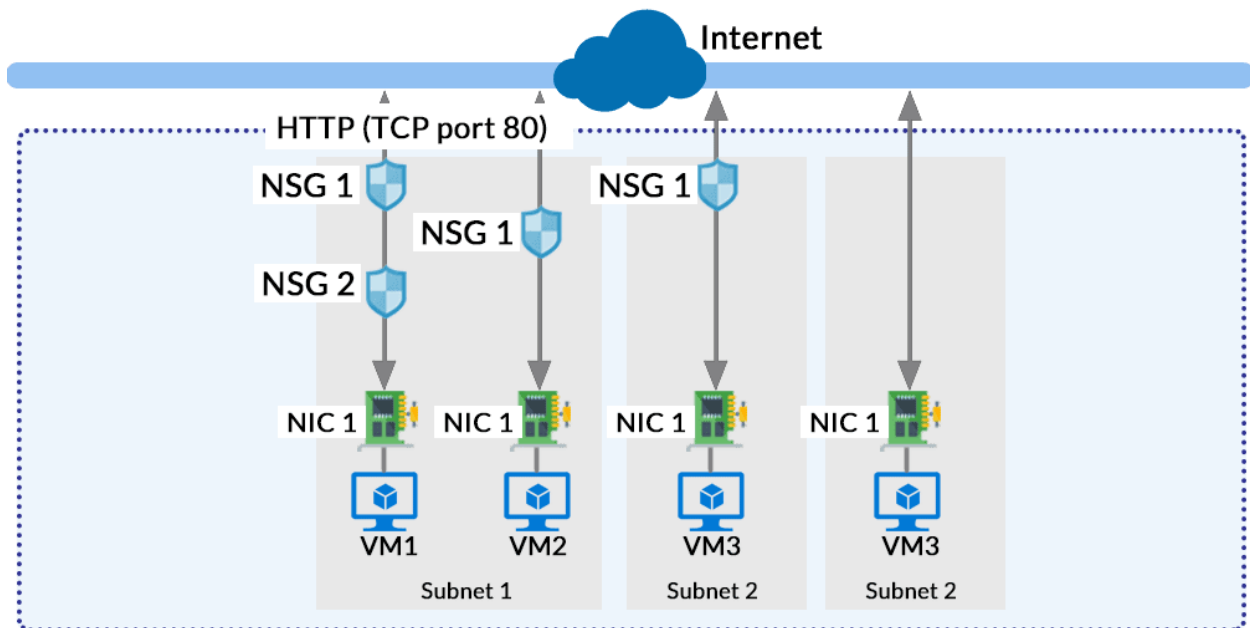 Internet
HTTP (TCP port 80)
NSG 1
NSG 1
NSG 1
NSG 2
NIC 1
NIC 1
NIC 1
NIC 1
VM1
VM2
VM3
VM3
Subnet 1
Subnet 2
Subnet 2